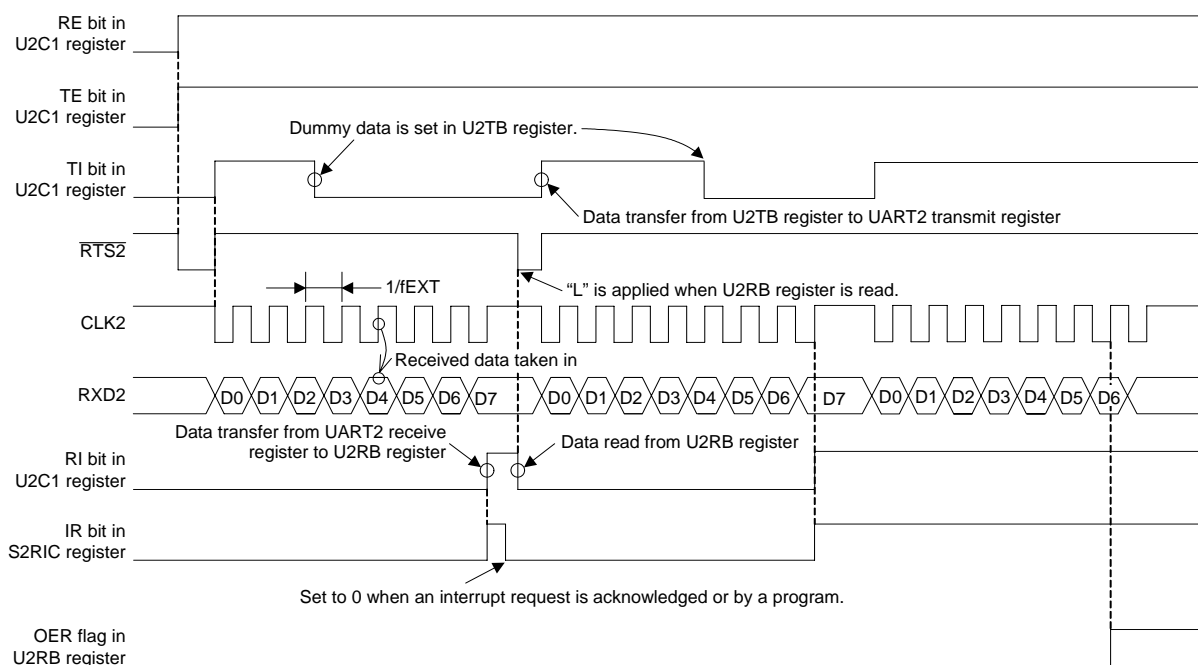 RE bit in
U2C1 register
TE bit in
U2C1 register
Dummy data is set in U2TB register.
TI bit in
U2C1 register
Data transfer from U2TB register to UART2 transmit register
RTS2
1/fEXT
“L” is applied when U2RB register is read.
CLK2
Received data taken in
RXD2
D0 D1 D2 D3 D4 D5 D6 D7 D0 D1 D2 D3 D4 D5 D6 D7 D0 D1 D2 D3 D4 D5 D6
Data transfer from UART2 receive
register to U2RB register
Data read from U2RB register
RI bit in
U2C1 register
IR bit in
S2RIC register
Set to 0 when an interrupt request is acknowledged or by a program.
OER flag in
U2RB register